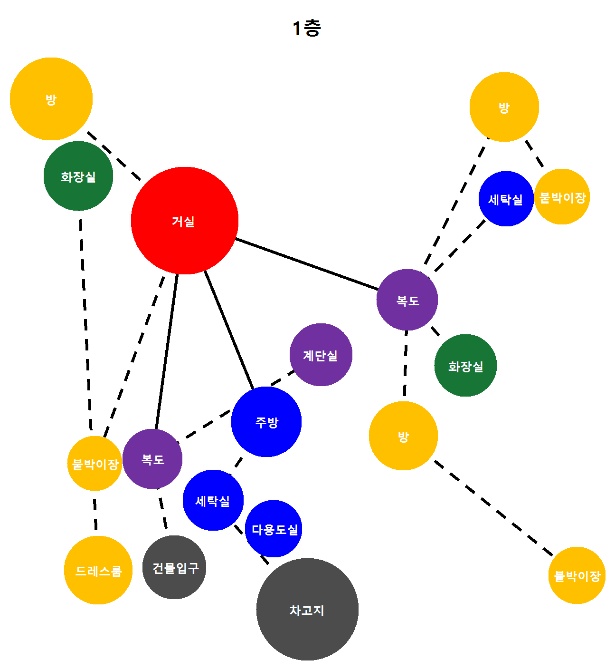 1층
방
방
화장실
세탁실
붙박이장
거실
복도
계단실
화장실
주방
방
붙박이장
복도
세탁실
다용도실
드레스룸
건물입구
붙박이장
차고지